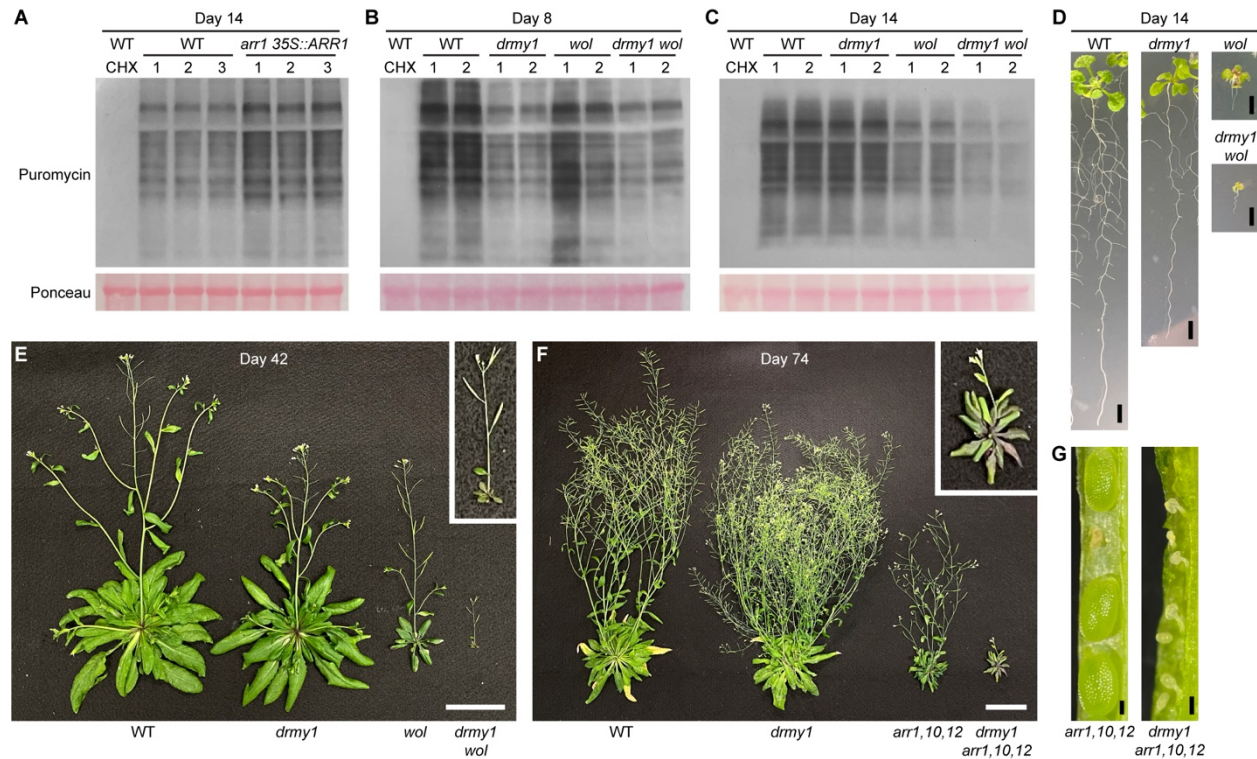 A
Day 14
WT
WT
arr1 35S::ARR1
CHX
1
2
3
1
2
3
Puromycin
Ponceau
B
Day 8
WT
WT
drmy1
wol
drmy1 wol
CHX
1
2
1
2
1
2
1
2
C
Day 14
WT
WT
drmy1
wol
drmy1 wol
CHX
1
2
1
2
1
2
1
2
D
Day 14
WT
drmy1
wol
drmy1
wol
E
Day 42
WT
drmy1
wol
drmy1
wol
F
Day 74
WT
drmy1
arr1,10,12
drmy1
arr1,10,12
G
arr1,10,12
drmy1
arr1,10,12